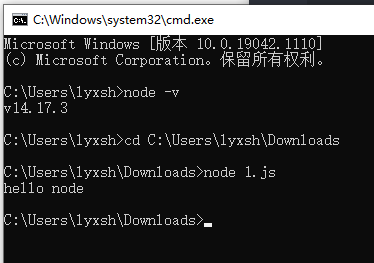 C:\Windows\system32\cmd.exe
Microsoft Windows [版本 10.0.19042.1110]
(c) Microsoft Corporation。保留所有权利。
C:\Users\lyxsh>node -v
v14.17.3
C:\Users\lyxsh>cd C:\Users\lyxsh\Downloads
C:\Users\lyxsh\Downloads>node 1.js
hello node
C:\Users\lyxsh\Downloads>